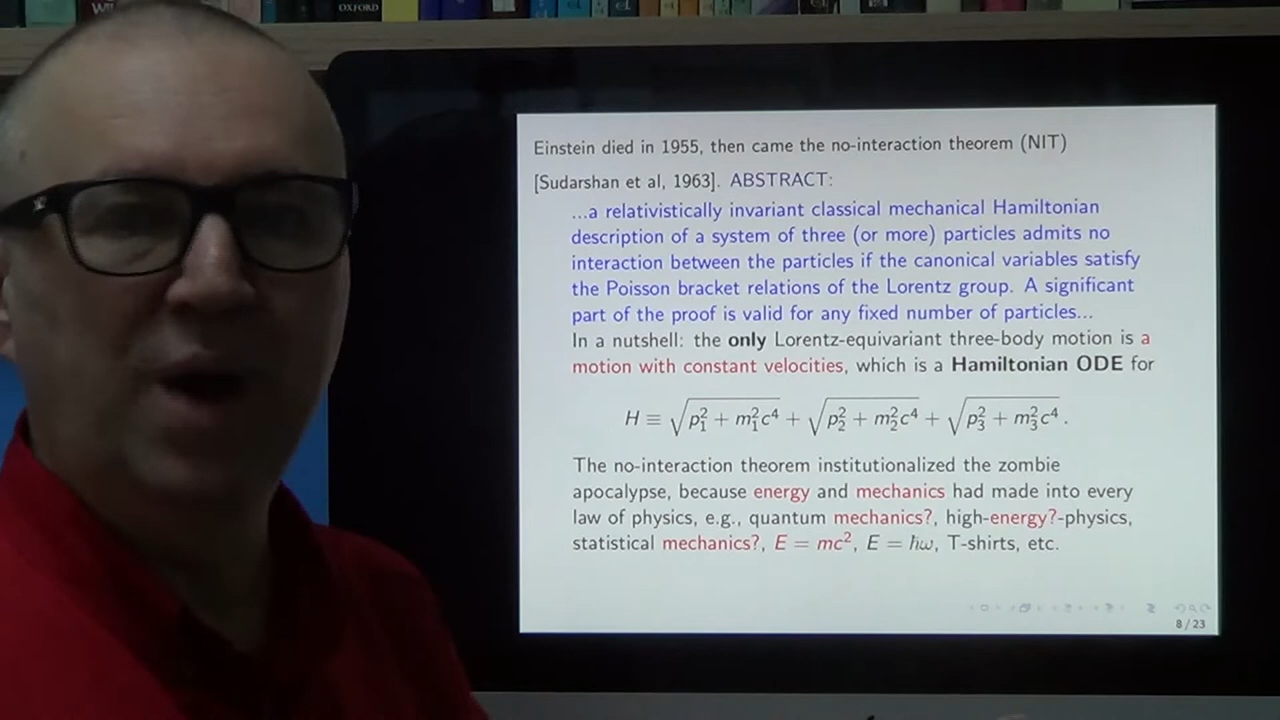 OXFORD
Einstein died in 1955, then came the no-interaction theorem (NIT)
[Sudarshan et al, 1963]. ABSTRACT:
...a relativistically invariant classical mechanical Hamiltonian
description of a system of three (or more) particles admits no
interaction between the particles if the canonical variables satisfy
the Poisson bracket relations of the Lorentz group. A significant
part of the proof is valid for any fixed number of particles...
In a nutshell: the only Lorentz-equivariant three-body motion is a
motion with constant velocities, which is a Hamiltonian ODE for
H ≡ √(p₁² + m₁²c⁴) + √(p₂² + m₂²c⁴) + √(p₃² + m₃²c⁴) .
The no-interaction theorem institutionalized the zombie
apocalypse, because energy and mechanics had made into every
law of physics, e.g., quantum mechanics?, high-energy?-physics,
statistical mechanics?, E = mc², E = ħω, T-shirts, etc.
8 / 23